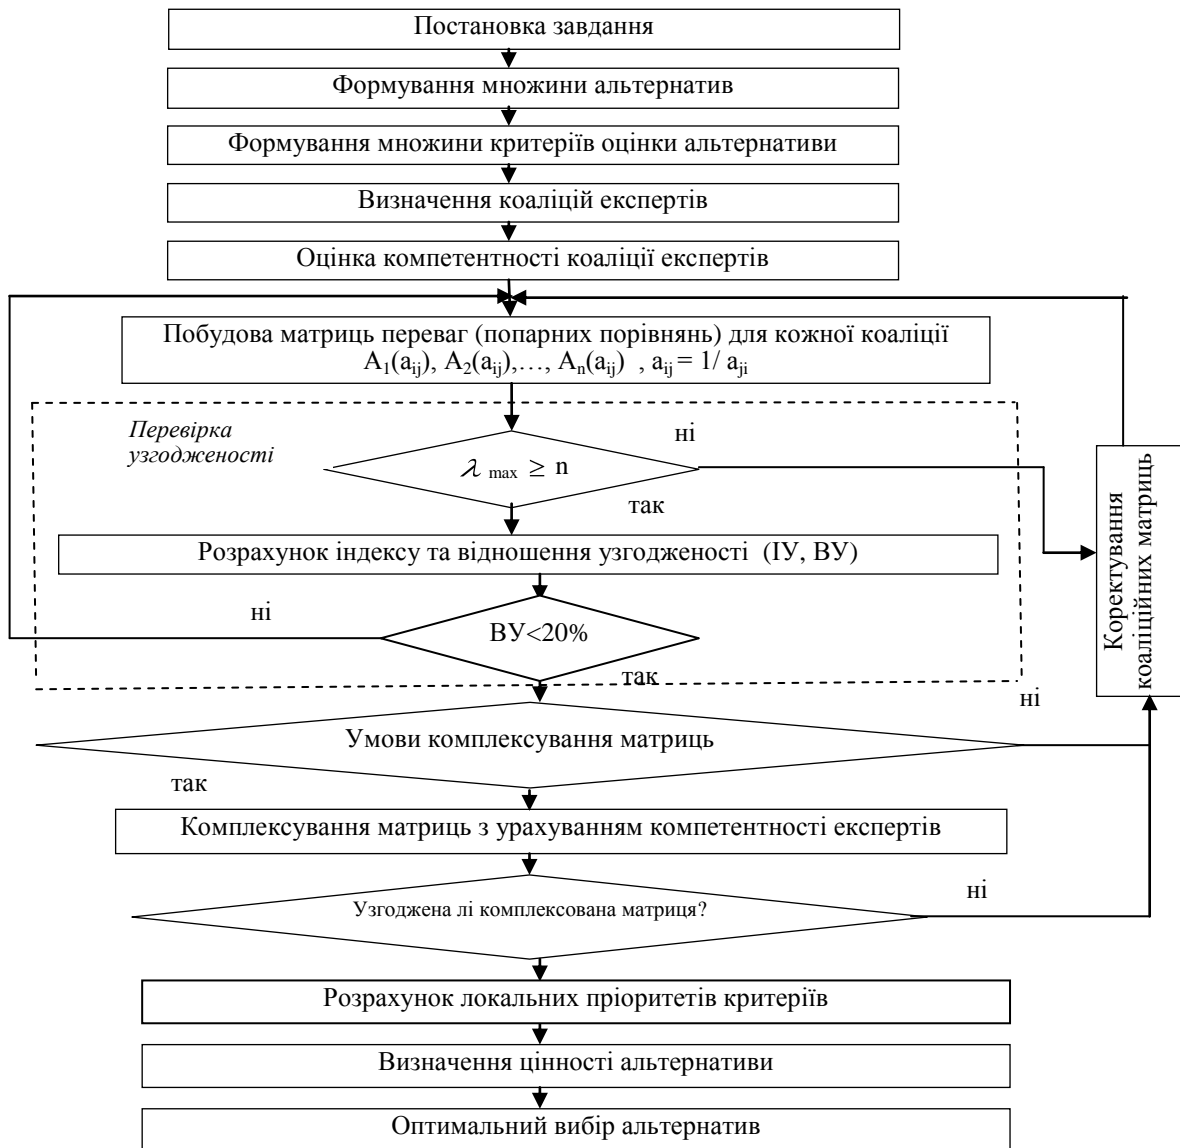 Постановка завдання
Формування множини альтернатив
Формування множини критеріїв оцінки альтернативи
Визначення коаліцій експертів
Оцінка компетентності коаліції експертів
Побудова матриць переваг (попарних порівнянь) для кожної коаліції
A₁(aᵢⱼ), A₂(aᵢⱼ),…, Aₙ(aᵢⱼ) , aᵢⱼ = 1/ aⱼᵢ
Перевірка
узгодженості
ні
λ max ≥ n
так
Розрахунок індексу та відношення узгодженості (ІУ, ВУ)
ні
ВУ<20%
так
Коректування
коаліційних матриць
ні
Умови комплексування матриць
так
Комплексування матриць з урахуванням компетентності експертів
ні
Узгоджена лі комплексована матриця?
Розрахунок локальних пріоритетів критеріїв
Визначення цінності альтернативи
Оптимальний вибір альтернатив